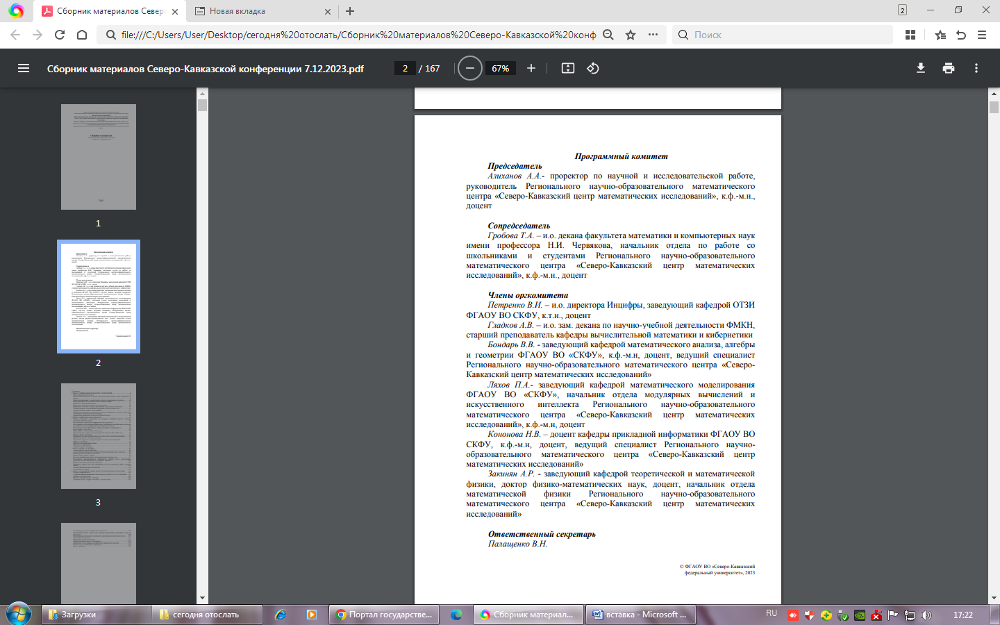 Сборник материалов Север
Новая вкладка
2
file:///C:/Users/User/Desktop/сегодня%20отослать/Сборник%20материалов%20Северо-Кавказской%20конф
Поиск
Сборник материалов Северо-Кавказской конференции 7.12.2023.pdf
2 / 167
67%
1
2
3
Программный комитет
Председатель
Алиханов А.А.- проректор по научной и исследовательской работе,
руководитель Регионального научно-образовательного математического
центра «Северо-Кавказский центр математических исследований», к.ф.-м.н.,
доцент
Сопредседатель
Гробова Т.А. – и.о. декана факультета математики и компьютерных наук
имени профессора Н.И. Червякова, начальник отдела по работе со
школьниками и студентами Регионального научно-образовательного
математического центра «Северо-Кавказский центр математических
исследований», к.ф.-м.н., доцент
Члены оргкомитета
Петренко В.И. – и.о. директора Инцифры, заведующий кафедрой ОТЗИ
ФГАОУ ВО СКФУ, к.т.н., доцент
Гладков А.В. – и.о. зам. декана по научно-учебной деятельности ФМКН,
старший преподаватель кафедры вычислительной математики и кибернетики
Бондарь В.В. - заведующий кафедрой математического анализа, алгебры
и геометрии ФГАОУ ВО «СКФУ», к.ф.-м.н, доцент, ведущий специалист
Регионального научно-образовательного математического центра «Северо-
Кавказский центр математических исследований»
Ляхов П.А.- заведующий кафедрой математического моделирования
ФГАОУ ВО «СКФУ», начальник отдела модулярных вычислений и
искусственного интеллекта Регионального научно-образовательного
математического центра «Северо-Кавказский центр математических
исследований», к.ф.-м.н, доцент
Кононова Н.В. – доцент кафедры прикладной информатики ФГАОУ ВО
СКФУ, к.ф.-м.н, доцент, ведущий специалист Регионального научно-
образовательного математического центра «Северо-Кавказский центр
математических исследований»
Закинян А.Р. - заведующий кафедрой теоретической и математической
физики, доктор физико-математических наук, доцент, начальник отдела
математической физики Регионального научно-образовательного
математического центра «Северо-Кавказский центр математических
исследований»
Ответственный секретарь
Палащенко В.Н.
© ФГАОУ ВО «Северо-Кавказский
федеральный университет», 2023
Загрузки
сегодня отослать
Портал государстве...
Сборник материал...
вставка - Microsoft ...
RU
17:22